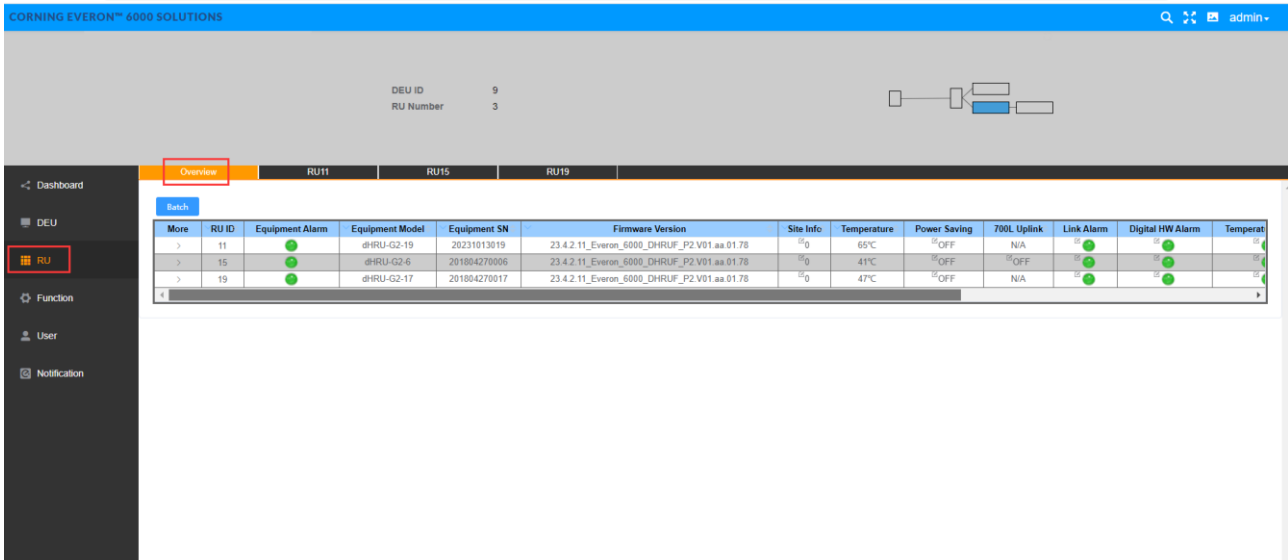 CORNING EVERON™ 6000 SOLUTIONS admin
DEU ID 9
RU Number 3
Overview RU11 RU15 RU19
Dashboard
DEU
RU
Function
User
Notification
Batch
More RU ID Equipment Alarm Equipment Model Equipment SN Firmware Version Site Info Temperature Power Saving 700L Uplink Link Alarm Digital HW Alarm Temperat
> 11 dHRU-G2-19 20231013019 23.4.2.11_Everon_6000_DHRUF_P2.V01.aa.01.78 0 65℃ OFF N/A
> 15 dHRU-G2-6 201804270006 23.4.2.11_Everon_6000_DHRUF_P2.V01.aa.01.78 0 41℃ OFF OFF
> 19 dHRU-G2-17 201804270017 23.4.2.11_Everon_6000_DHRUF_P2.V01.aa.01.78 0 47℃ OFF N/A